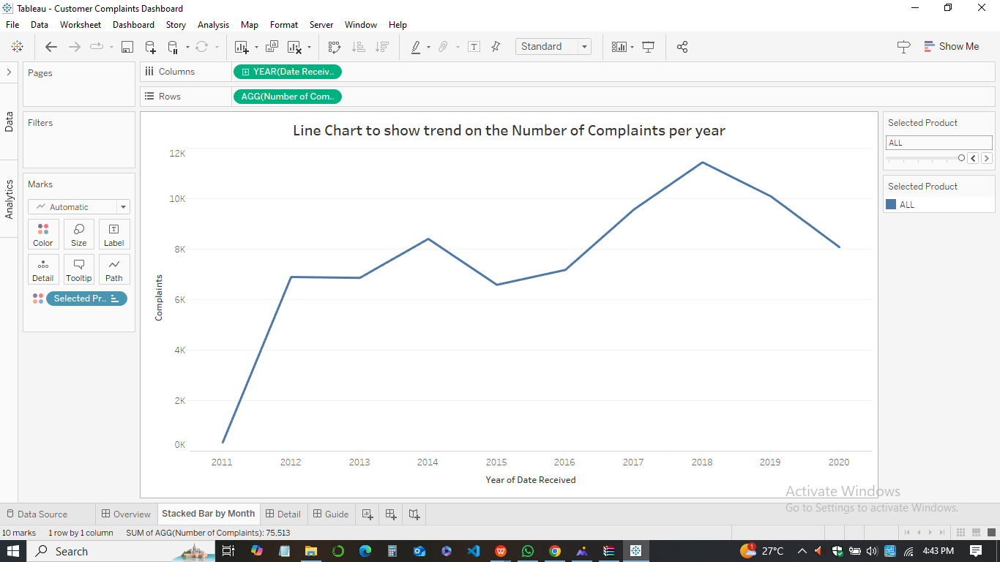 Tableau - Customer Complaints Dashboard
File Data Worksheet Dashboard Story Analysis Map Format Server Window Help
Standard
Show Me
Pages
Columns
YEAR(Date Receiv..
Rows
AGG(Number of Com..
Data
Analytics
Filters
Marks
Automatic
Color Size Label
Detail Tooltip Path
Selected Pr..
Line Chart to show trend on the Number of Complaints per year
12K
10K
8K
6K
4K
2K
0K
Complaints
2011 2012 2013 2014 2015 2016 2017 2018 2019 2020
Year of Date Received
Selected Product
ALL
Selected Product
ALL
Activate Windows
Go to Settings to activate Windows.
Data Source Overview Stacked Bar by Month Detail Guide
10 marks 1 row by 1 column SUM of AGG(Number of Complaints): 75,513
Search
1
27°C
4:43 PM